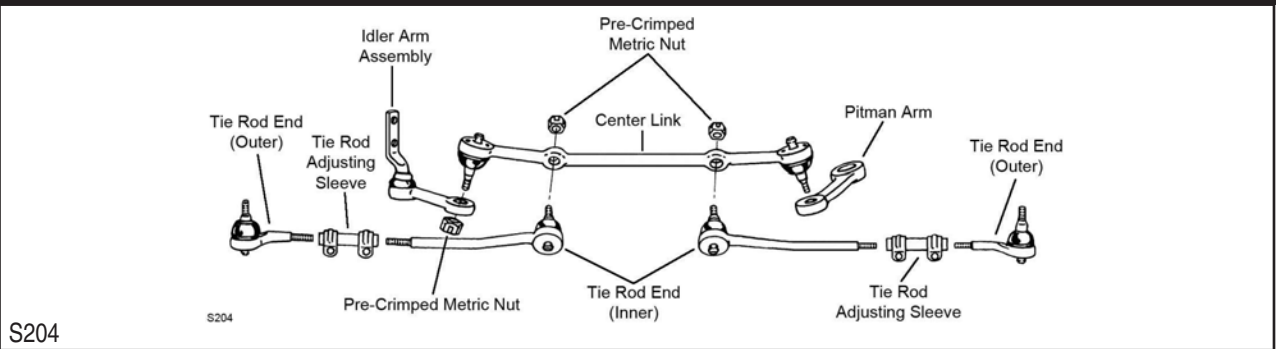 Pre-Crimped
Metric Nut
Idler Arm
Assembly
Center Link
Pitman Arm
Tie Rod End
(Outer)
Tie Rod
Adjusting
Sleeve
Tie Rod End
(Outer)
Pre-Crimped Metric Nut
Tie Rod End
(Inner)
Tie Rod
Adjusting Sleeve
S204
S204